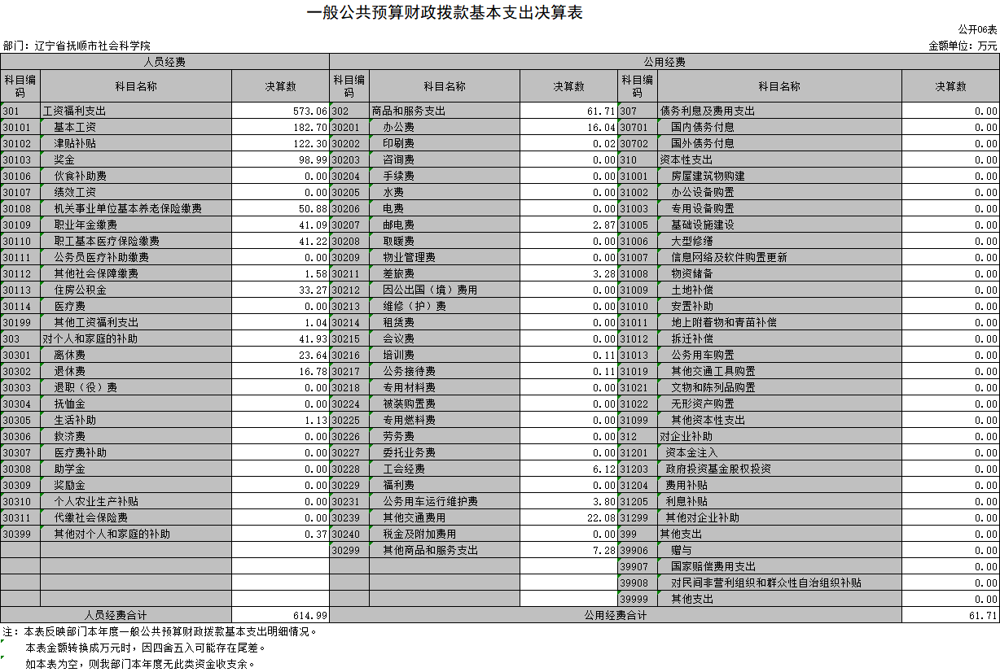 一般公共预算财政拨款基本支出决算表
公开06表
部门：辽宁省抚顺市社会科学院 金额单位：万元
人员经费 公用经费
科目编码 科目名称 决算数 科目编码 科目名称 决算数 科目编码 科目名称 决算数
301 工资福利支出 573.06 302 商品和服务支出 61.71 307 债务利息及费用支出 0.00
30101 基本工资 182.70 30201 办公费 16.04 30701 国内债务付息 0.00
30102 津贴补贴 122.30 30202 印刷费 0.02 30702 国外债务付息 0.00
30103 奖金 98.99 30203 咨询费 0.00 310 资本性支出 0.00
30106 伙食补助费 0.00 30204 手续费 0.00 31001 房屋建筑物购建 0.00
30107 绩效工资 0.00 30205 水费 0.00 31002 办公设备购置 0.00
30108 机关事业单位基本养老保险缴费 50.88 30206 电费 0.00 31003 专用设备购置 0.00
30109 职业年金缴费 41.09 30207 邮电费 2.87 31005 基础设施建设 0.00
30110 职工基本医疗保险缴费 41.22 30208 取暖费 0.00 31006 大型修缮 0.00
30111 公务员医疗补助缴费 0.00 30209 物业管理费 0.00 31007 信息网络及软件购置更新 0.00
30112 其他社会保障缴费 1.58 30211 差旅费 3.28 31008 物资储备 0.00
30113 住房公积金 33.27 30212 因公出国（境）费用 0.00 31009 土地补偿 0.00
30114 医疗费 0.00 30213 维修（护）费 0.00 31010 安置补助 0.00
30199 其他工资福利支出 1.04 30214 租赁费 0.00 31011 地上附着物和青苗补偿 0.00
303 对个人和家庭的补助 41.93 30215 会议费 0.00 31012 拆迁补偿 0.00
30301 离休费 23.64 30216 培训费 0.11 31013 公务用车购置 0.00
30302 退休费 16.78 30217 公务接待费 0.11 31019 其他交通工具购置 0.00
30303 退职（役）费 0.00 30218 专用材料费 0.00 31021 文物和陈列品购置 0.00
30304 抚恤金 0.00 30224 被装购置费 0.00 31022 无形资产购置 0.00
30305 生活补助 1.13 30225 专用燃料费 0.00 31099 其他资本性支出 0.00
30306 救济费 0.00 30226 劳务费 0.00 312 对企业补助 0.00
30307 医疗费补助 0.00 30227 委托业务费 0.00 31201 资本金注入 0.00
30308 助学金 0.00 30228 工会经费 6.12 31203 政府投资基金股权投资 0.00
30309 奖励金 0.00 30229 福利费 0.00 31204 费用补贴 0.00
30310 个人农业生产补贴 0.00 30231 公务用车运行维护费 3.80 31205 利息补贴 0.00
30311 代缴社会保险费 0.00 30239 其他交通费用 22.08 31299 其他对企业补助 0.00
30399 其他对个人和家庭的补助 0.37 30240 税金及附加费用 0.00 399 其他支出 0.00
30299 其他商品和服务支出 7.28 39906 赠与 0.00
39907 国家赔偿费用支出 0.00
39908 对民间非营利组织和群众性自治组织补贴 0.00
39999 其他支出 0.00
人员经费合计 614.99 公用经费合计 61.71
注：本表反映部门本年度一般公共预算财政拨款基本支出明细情况。
本表金额转换成万元时，因四舍五入可能存在尾差。
如本表为空，则我部门本年度无此类资金收支余。